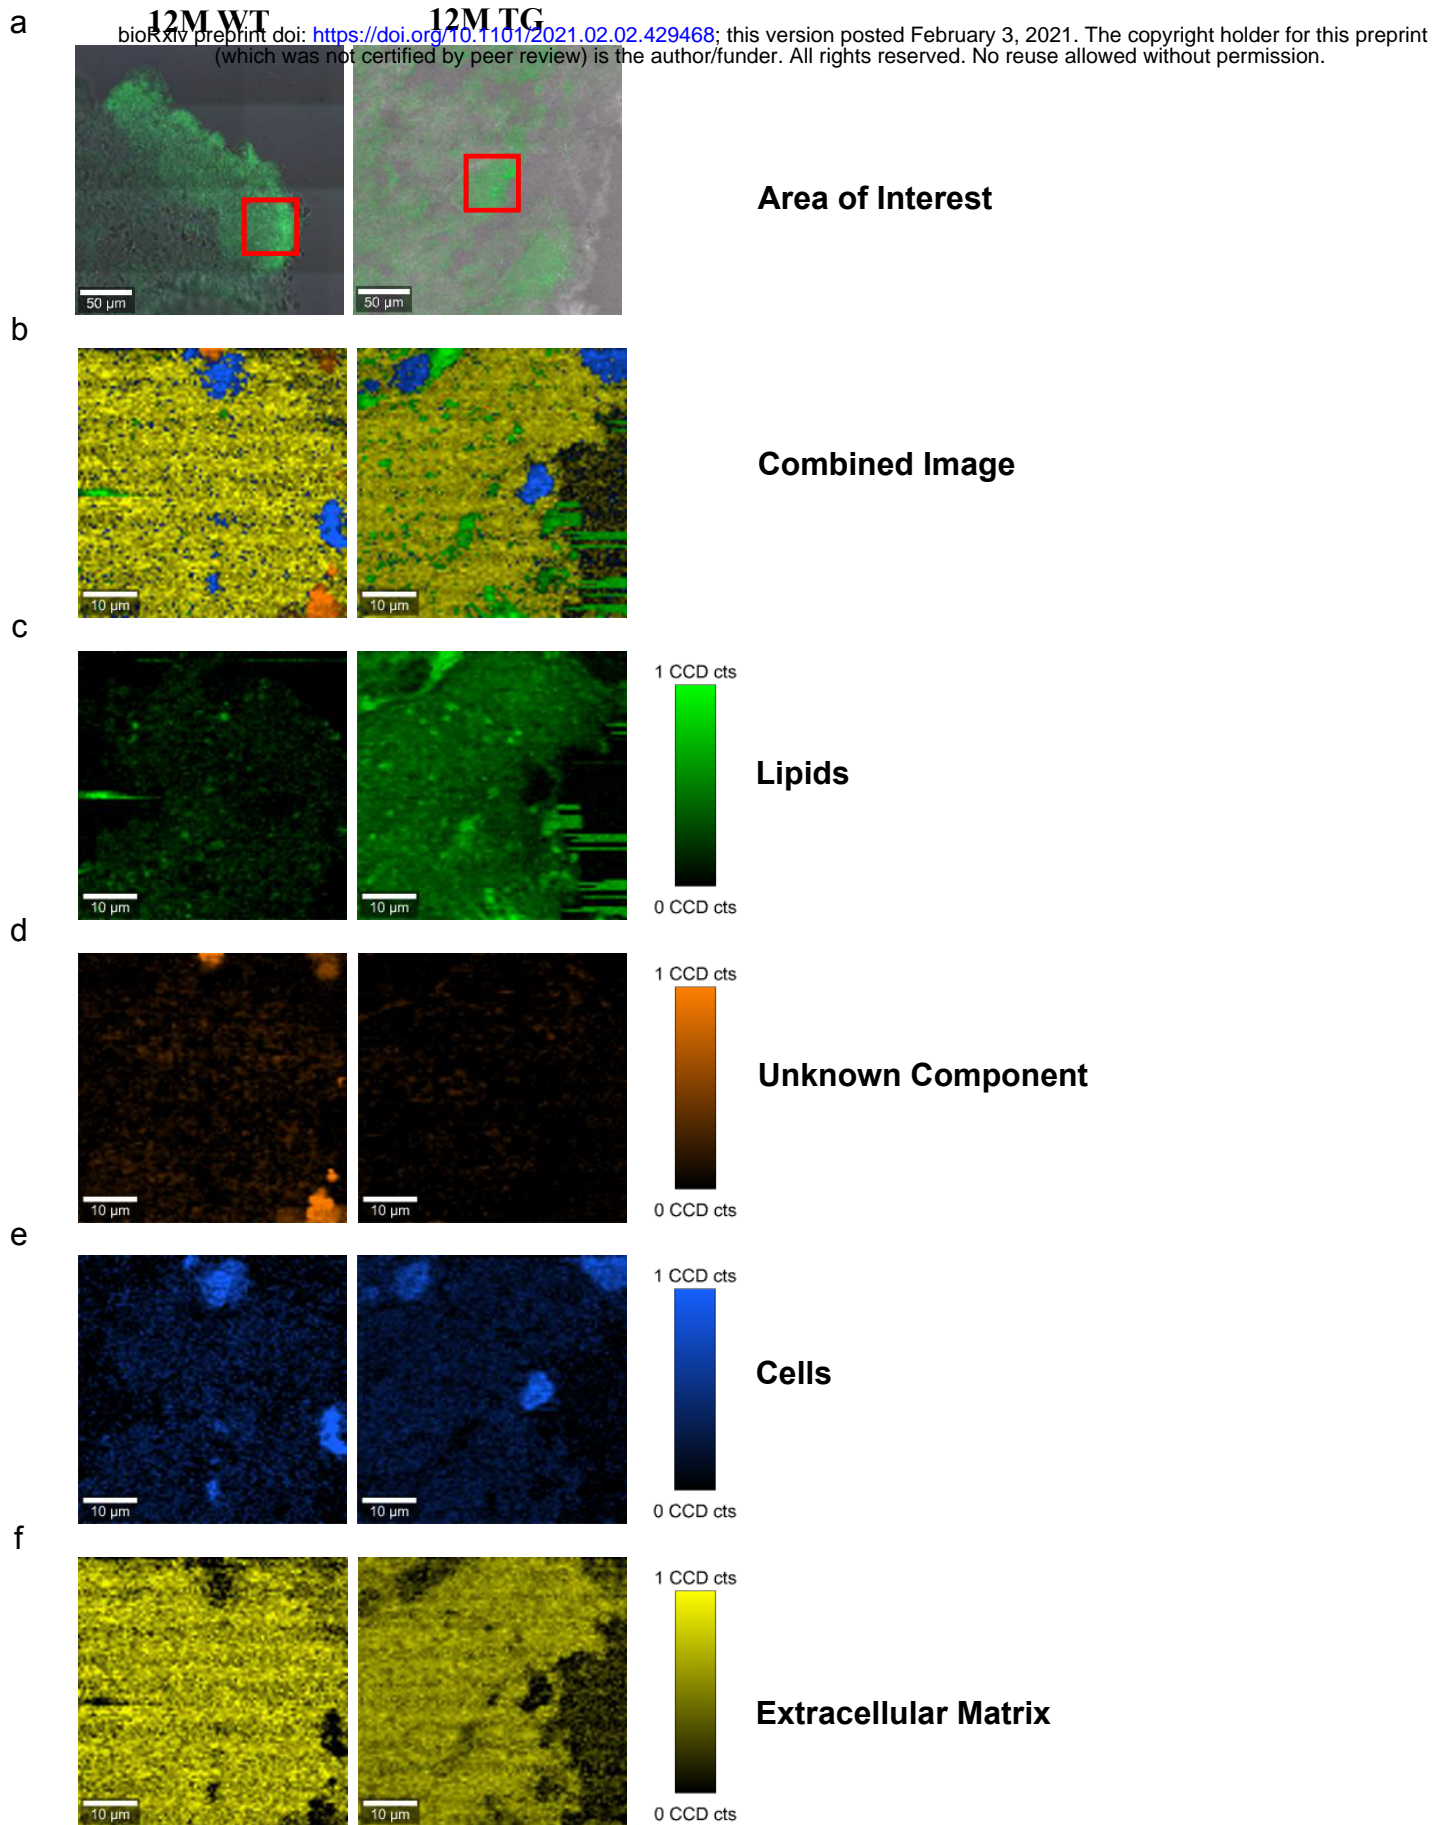 a
12M WT 12M TG
bioRxiv preprint doi: https://doi.org/10.1101/2021.02.02.429468; this version posted February 3, 2021. The copyright holder for this preprint
(which was not certified by peer review) is the author/funder. All rights reserved. No reuse allowed without permission.
Area of Interest
50 µm 50 µm
b
Combined Image
10 µm 10 µm
c
1 CCD cts
Lipids
10 µm 10 µm
0 CCD cts
d
1 CCD cts
Unknown Component
10 µm 10 µm
0 CCD cts
e
1 CCD cts
Cells
10 µm 10 µm
0 CCD cts
f
1 CCD cts
Extracellular Matrix
10 µm 10 µm
0 CCD cts